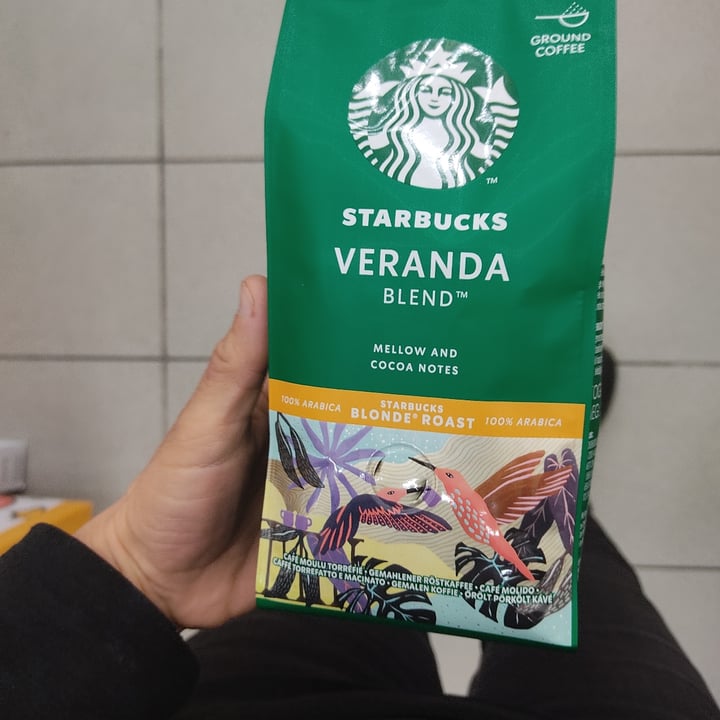 GROUND
COFFEE
TM
STARBUCKS
VERANDA
BLEND™
MELLOW AND
COCOA NOTES
100% ARABICA
STARBUCKS
BLONDE® ROAST
100% ARABICA
CAFÉ MOULU TORRÉFIÉ • GEMAHLENER RÖSTKAFFEE • CAFÉ MOLIDO •
CAFFÈ TORREFATTO E MACINATO • GEMALEN KOFFIE • ŐRÖLT PÖRKÖLT KÁVÉ